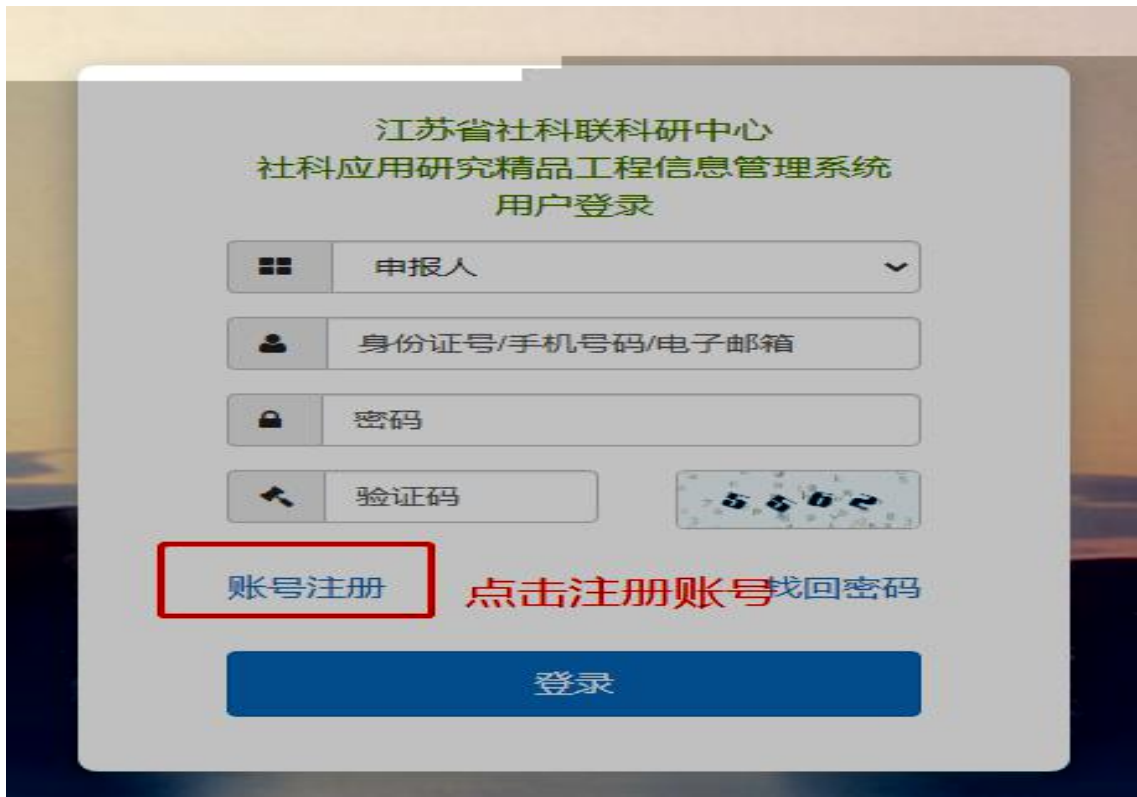 江苏省社科联科研中心
社科应用研究精品工程信息管理系统
用户登录
申报人
身份证号/手机号码/电子邮箱
密码
验证码 5562
账号注册 点击注册账号 找回密码
登录